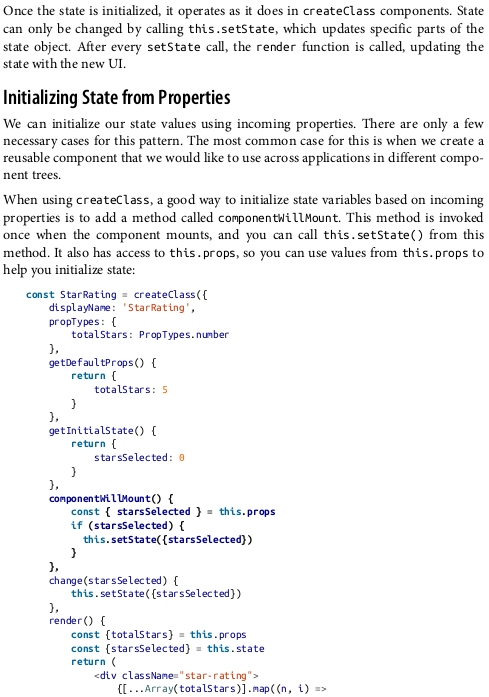 Once the state is initialized, it operates as it does in createClass components. State
can only be changed by calling this.setState, which updates specific parts of the
state object. After every setState call, the render function is called, updating the
state with the new UI.
Initializing State from Properties
We can initialize our state values using incoming properties. There are only a few
necessary cases for this pattern. The most common case for this is when we create a
reusable component that we would like to use across applications in different compo-
nent trees.
When using createClass, a good way to initialize state variables based on incoming
properties is to add a method called componentWillMount. This method is invoked
once when the component mounts, and you can call this.setState() from this
method. It also has access to this.props, so you can use values from this.props to
help you initialize state:
const StarRating = createClass({
    displayName: 'StarRating',
    propTypes: {
        totalStars: PropTypes.number
    },
    getDefaultProps() {
        return {
            totalStars: 5
        }
    },
    getInitialState() {
        return {
            starsSelected: 0
        }
    },
    componentWillMount() {
        const { starsSelected } = this.props
        if (starsSelected) {
          this.setState({starsSelected})
        }
    },
    change(starsSelected) {
        this.setState({starsSelected})
    },
    render() {
        const {totalStars} = this.props
        const {starsSelected} = this.state
        return (
            <div className="star-rating">
                {[...Array(totalStars)].map((n, i) =>